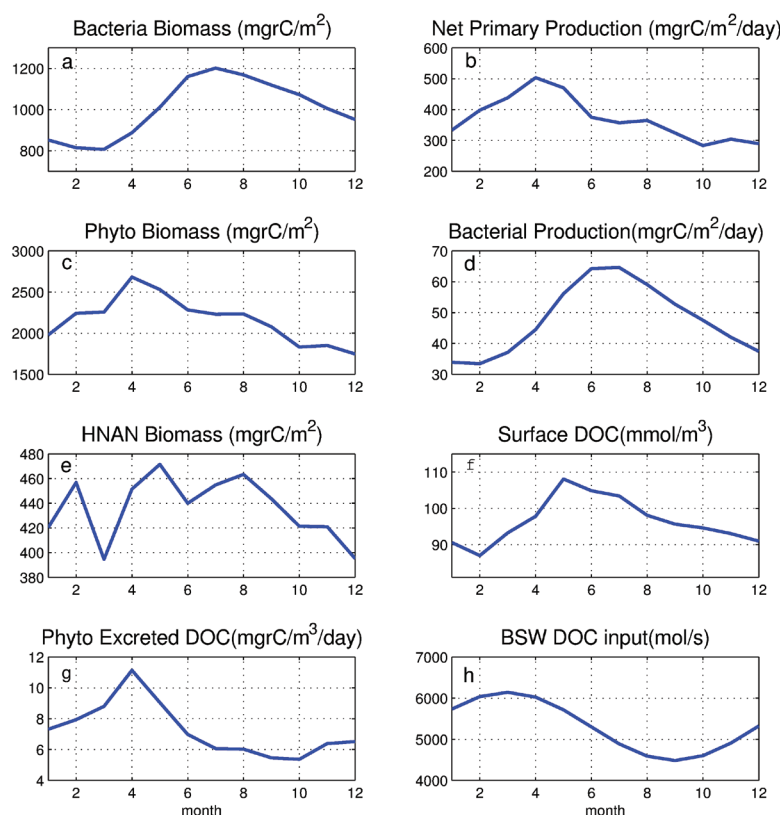 Bacteria Biomass (mgrC/m²)
a
1200
1000
800
2 4 6 8 10 12
Net Primary Production (mgrC/m²/day)
b
600
500
400
300
200
2 4 6 8 10 12
Phyto Biomass (mgrC/m²)
c
3000
2500
2000
1500
2 4 6 8 10 12
Bacterial Production(mgrC/m²/day)
d
70
60
50
40
30
2 4 6 8 10 12
HNAN Biomass (mgrC/m²)
e
480
460
440
420
400
380
2 4 6 8 10 12
Surface DOC(mmol/m³)
f
110
100
90
2 4 6 8 10 12
Phyto Excreted DOC(mgrC/m³/day)
g
12
10
8
6
4
2 4 6 8 10 12
month
BSW DOC input(mol/s)
h
7000
6000
5000
4000
2 4 6 8 10 12
month